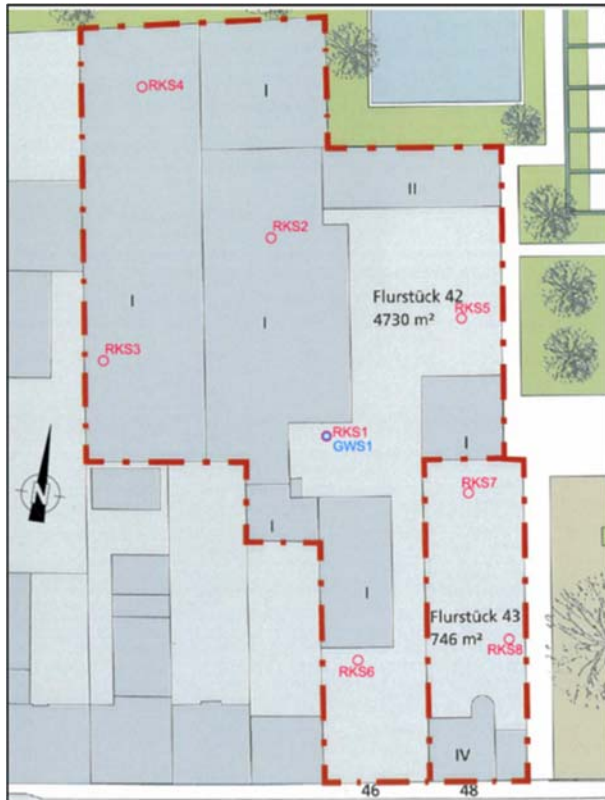 RKS4
I
II
RKS2
Flurstück 42
4730 m²
RKS5
I
I
RKS3
RKS1
GWS1
I
RKS7
N
I
I
Flurstück 43
746 m²
RKS8
RKS6
IV
46
48